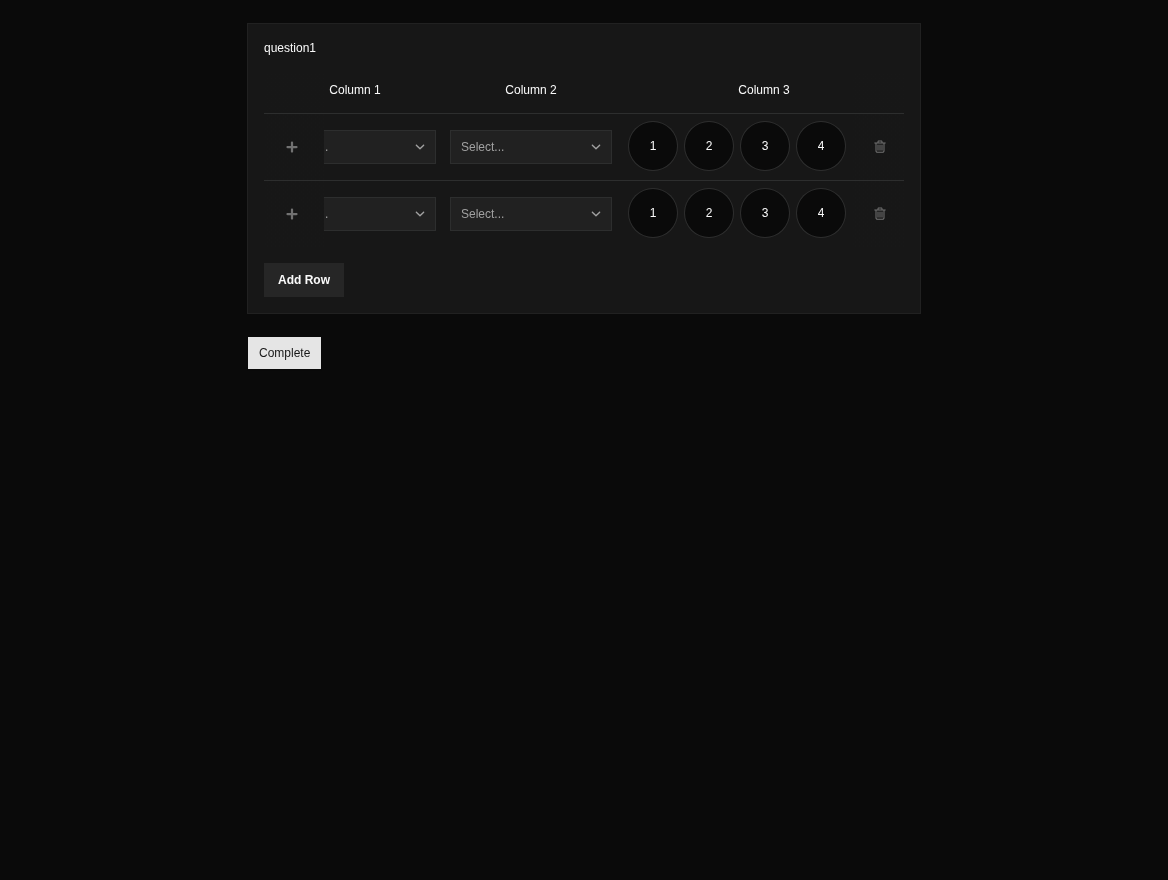 question1
Column 1 Column 2 Column 3
. Select... 1 2 3 4
. Select... 1 2 3 4
Add Row
Complete